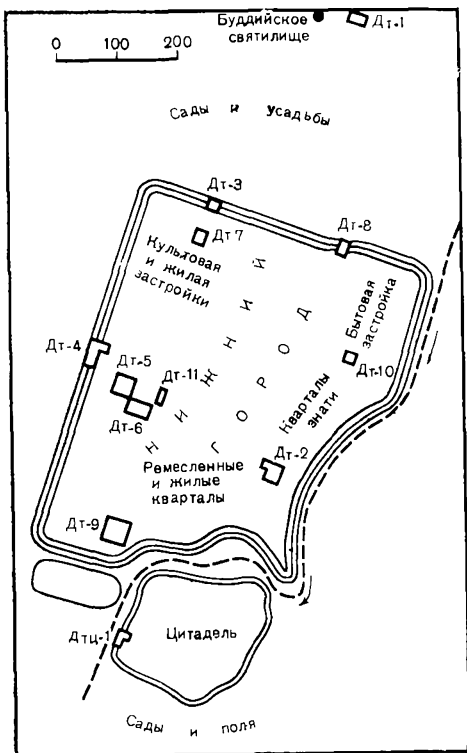 Буддийское
святилище
Дт-1
0 100 200
Сады и усадьбы
Дт-3
Дт-8
Дт 7
Культовая
и жилая
застройки
НИЖНИЙ
ГОРОД
Бытовая
застройка
Дт-4
Дт-5
Дт-11
Дт-10
Дт-6
Кварталы
знати
Дт-2
Ремесленные
и жилые
кварталы
Дт-9
Дтц-1
Цитадель
Сады и поля